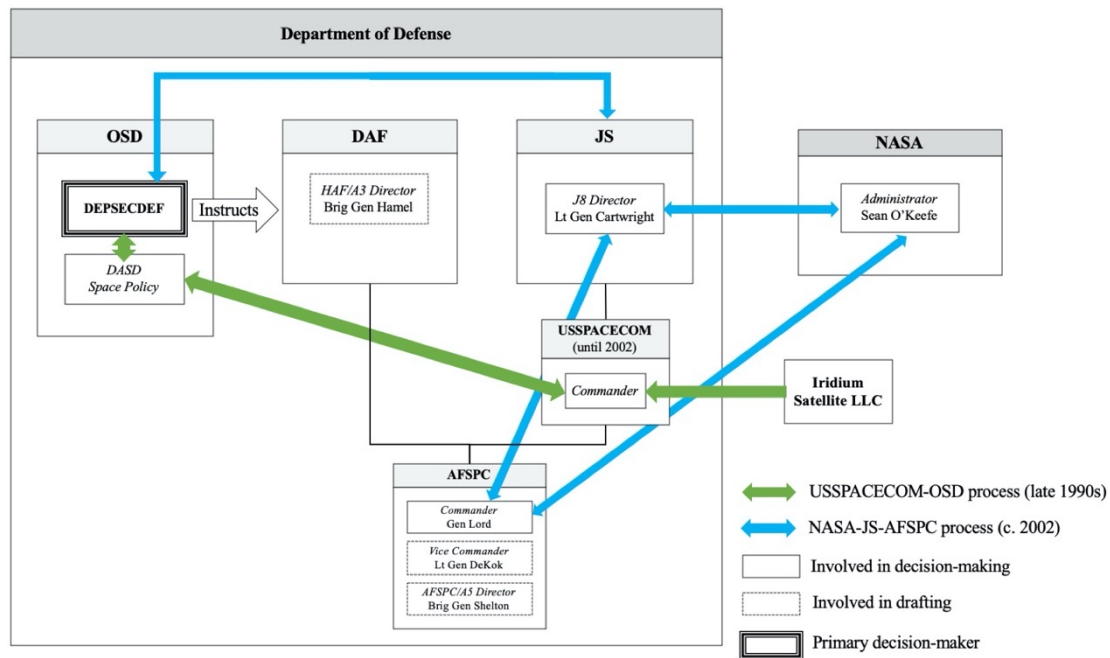 Department of Defense
OSD
DEPSECDEF
DASD
Space Policy
Instructs
DAF
HAF/A3 Director
Brig Gen Hamel
JS
J8 Director
Lt Gen Cartwright
NASA
Administrator
Sean O'Keefe
USSPACECOM
(until 2002)
Commander
Iridium
Satellite LLC
AFSPC
Commander
Gen Lord
Vice Commander
Lt Gen DeKok
AFSPC/A5 Director
Brig Gen Shelton
USSPACECOM-OSD process (late 1990s)
NASA-JS-AFSPC process (c. 2002)
Involved in decision-making
Involved in drafting
Primary decision-maker